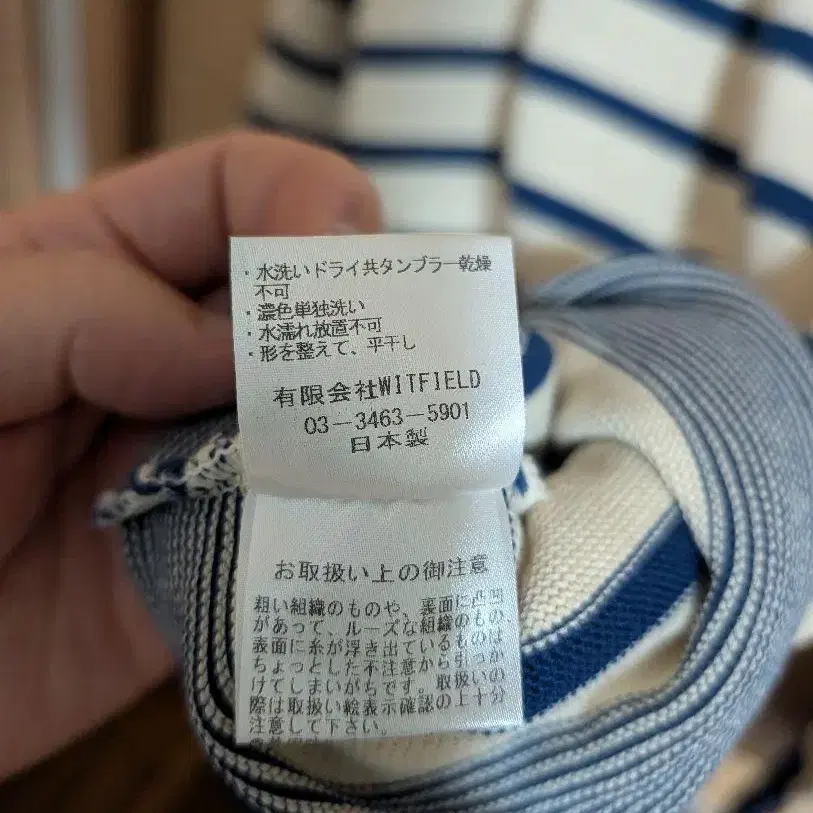 ・水洗いドライ共タンブラー乾燥
不可
・濃色単独洗い
・水濡れ放置不可
・形を整えて、平干し
有限会社WITFIELD
03−3463−5901
日本製
お取扱い上の御注意
粗い組織のものや、裏面に凸凹
があって、ルーズな組織のもの、
表面に糸が浮き出ているものは
ちょっとした不注意から引っか
けてしまいがちです。取扱いの
際は取扱い絵表示確認の上十分
注意して下さい。